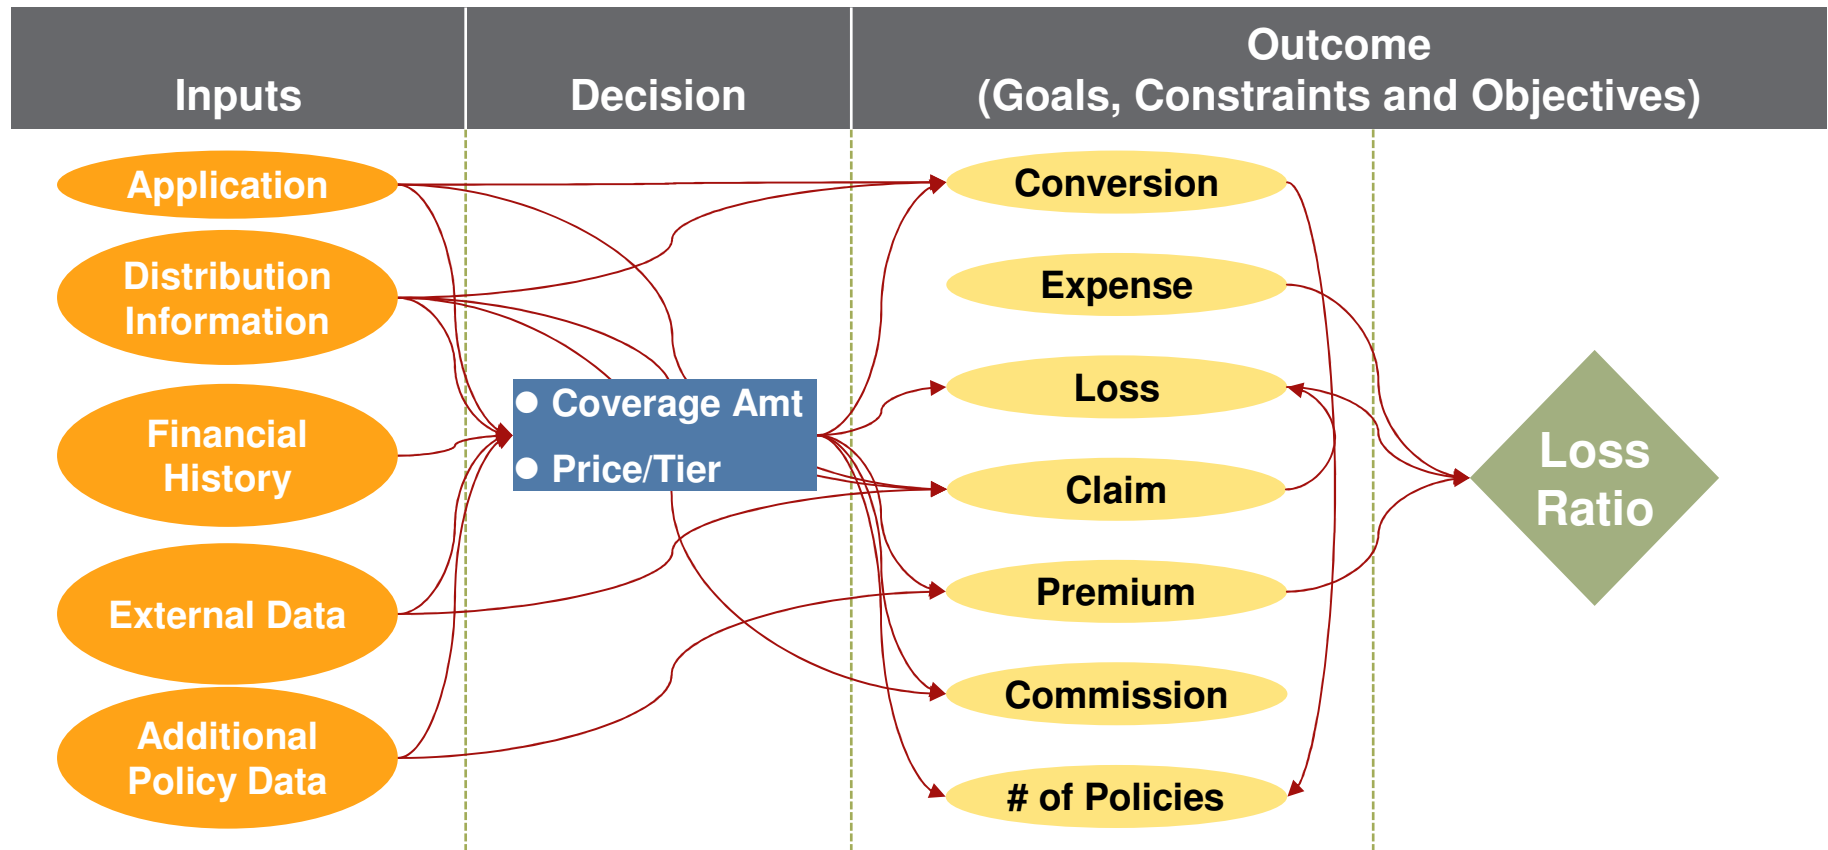 Inputs
Decision
Outcome
(Goals, Constraints and Objectives)
Application
Distribution
Information
Financial
History
External Data
Additional
Policy Data
● Coverage Amt
● Price/Tier
Conversion
Expense
Loss
Claim
Premium
Commission
# of Policies
Loss
Ratio